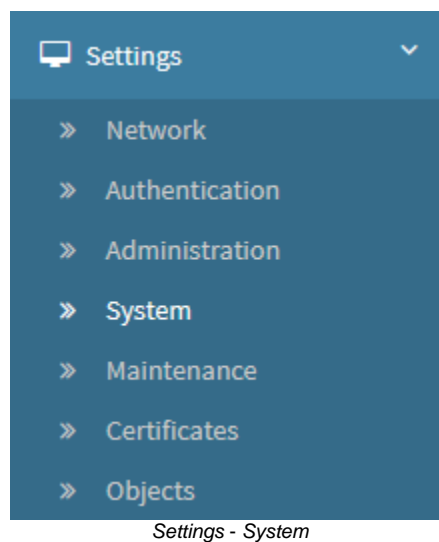 Settings
Network
Authentication
Administration
System
Maintenance
Certificates
Objects
Settings - System